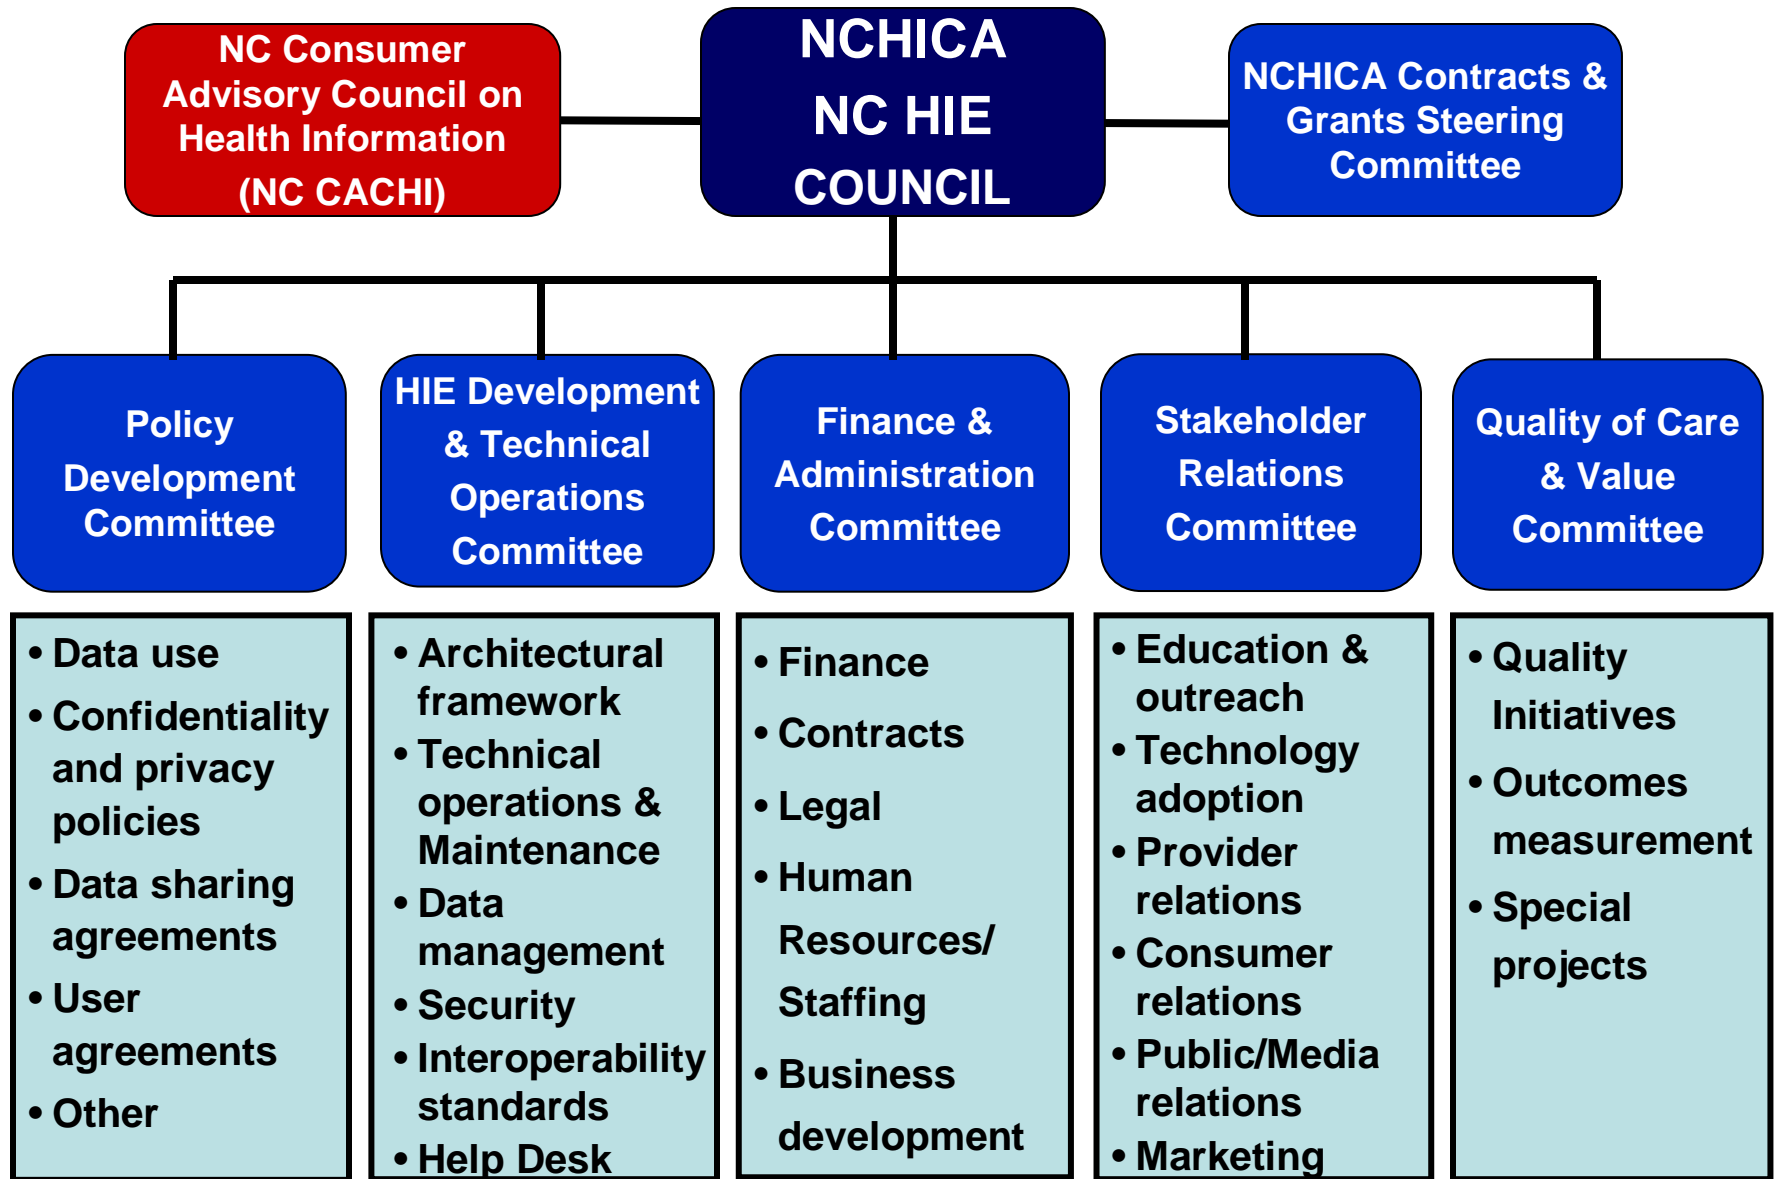 NC Consumer
Advisory Council on
Health Information
(NC CACHI)
NCHICA
NC HIE
COUNCIL
NCHICA Contracts &
Grants Steering
Committee
Policy
Development
Committee
HIE Development
& Technical
Operations
Committee
Finance &
Administration
Committee
Stakeholder
Relations
Committee
Quality of Care
& Value
Committee
• Data use
• Confidentiality
and privacy
policies
• Data sharing
agreements
• User
agreements
• Other
• Architectural
framework
• Technical
operations &
Maintenance
• Data
management
• Security
• Interoperability
standards
• Help Desk
• Finance
• Contracts
• Legal
• Human
Resources/
Staffing
• Business
development
• Education &
outreach
• Technology
adoption
• Provider
relations
• Consumer
relations
• Public/Media
relations
• Marketing
• Quality
Initiatives
• Outcomes
measurement
• Special
projects